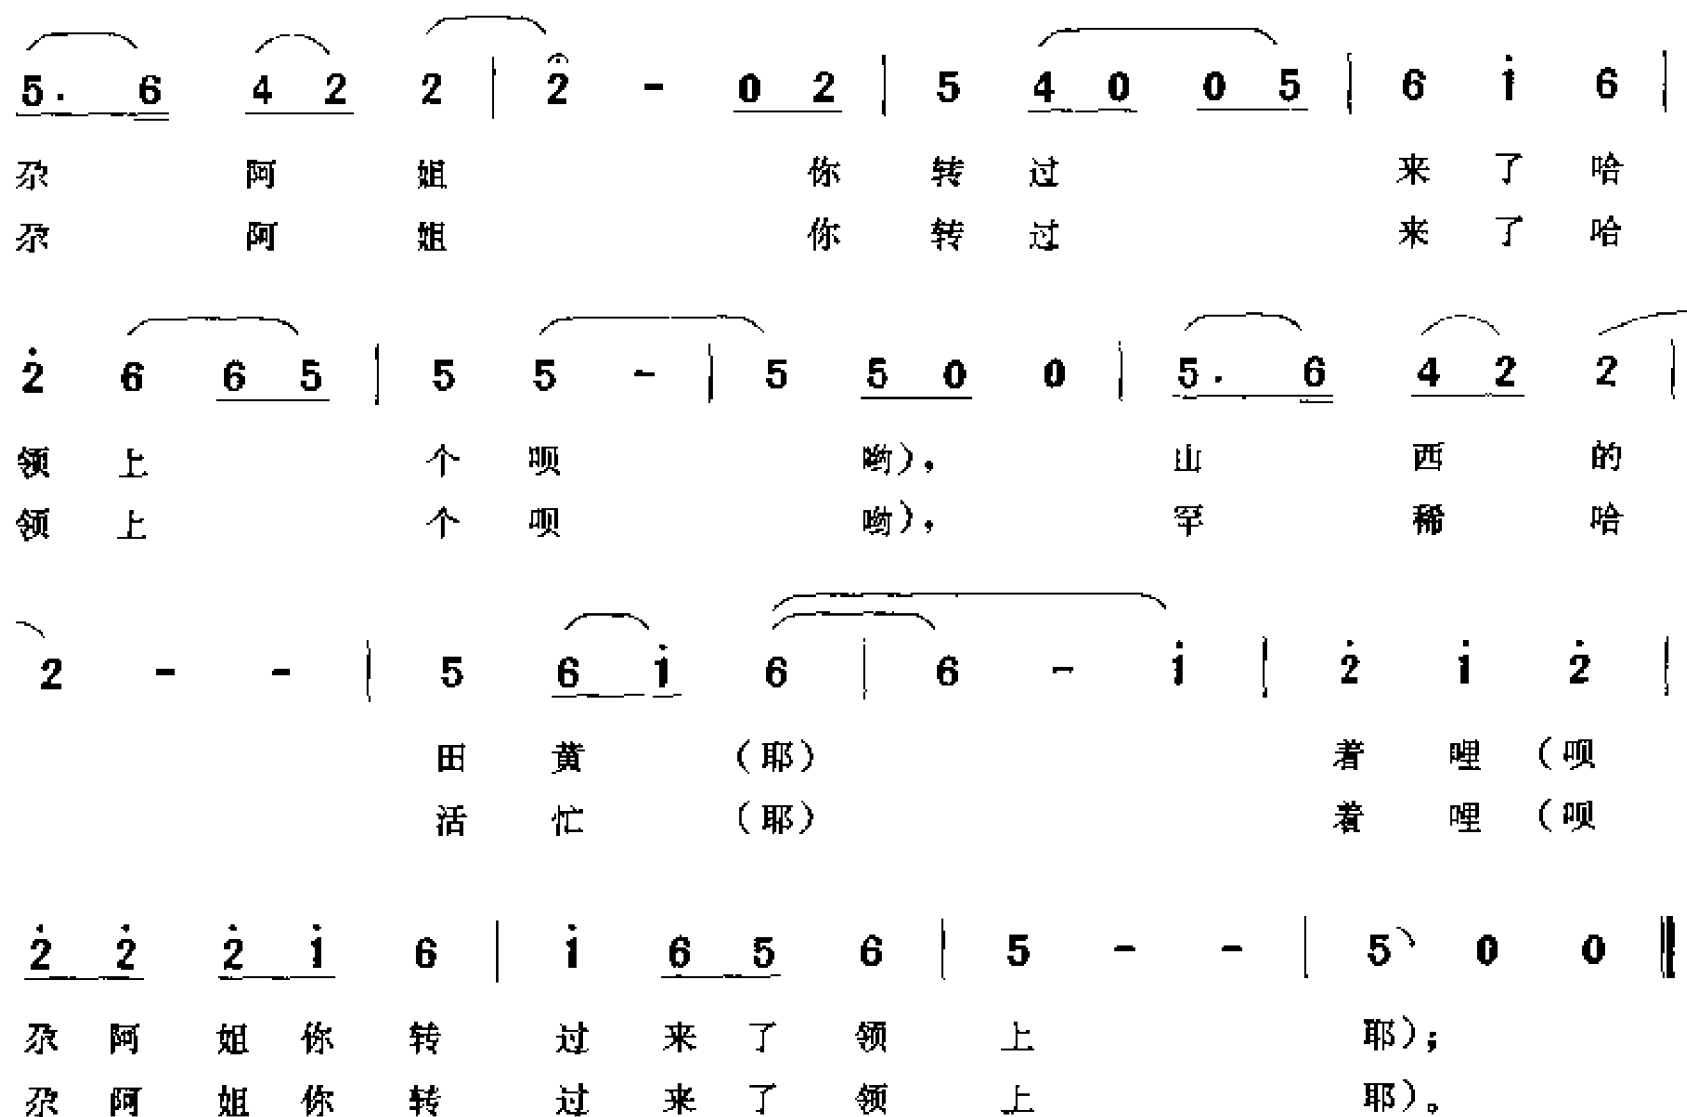 5· 6 4 2 2 | 2 - 0 2 | 5 4 0 0 5 | 6 i 6 |
尕 阿 姐 你 转 过 来 了 哈
尕 阿 姐 你 转 过 来 了 哈
2̇ 6 6 5 | 5 5 - | 5 5 0 0 | 5· 6 4 2 2 |
领 上 个 呗 哟), 山 西 的
领 上 个 呗 哟), 罕 稀 哈
2 - - | 5 6 i 6 | 6 - i | 2̇ i 2̇ |
田 黄 (耶) 着 哩 (呗
活 忙 (耶) 着 哩 (呗
2̇ 2̇ 2̇ i 6 | i 6 5 6 | 5 - - | 5 0 0 ‖
尕 阿 姐 你 转 过 来 了 领 上 耶);
尕 阿 姐 你 转 过 来 了 领 上 耶)。